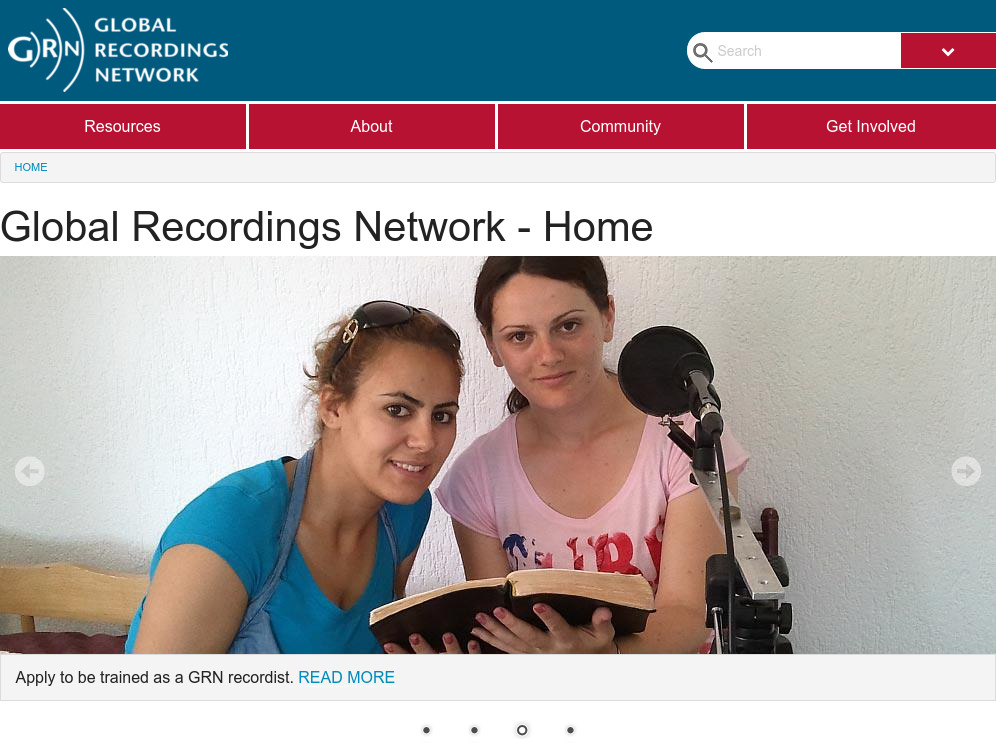 GRN
GLOBAL
RECORDINGS
NETWORK
Search
Resources
About
Community
Get Involved
HOME
Global Recordings Network - Home
Apply to be trained as a GRN recordist. READ MORE